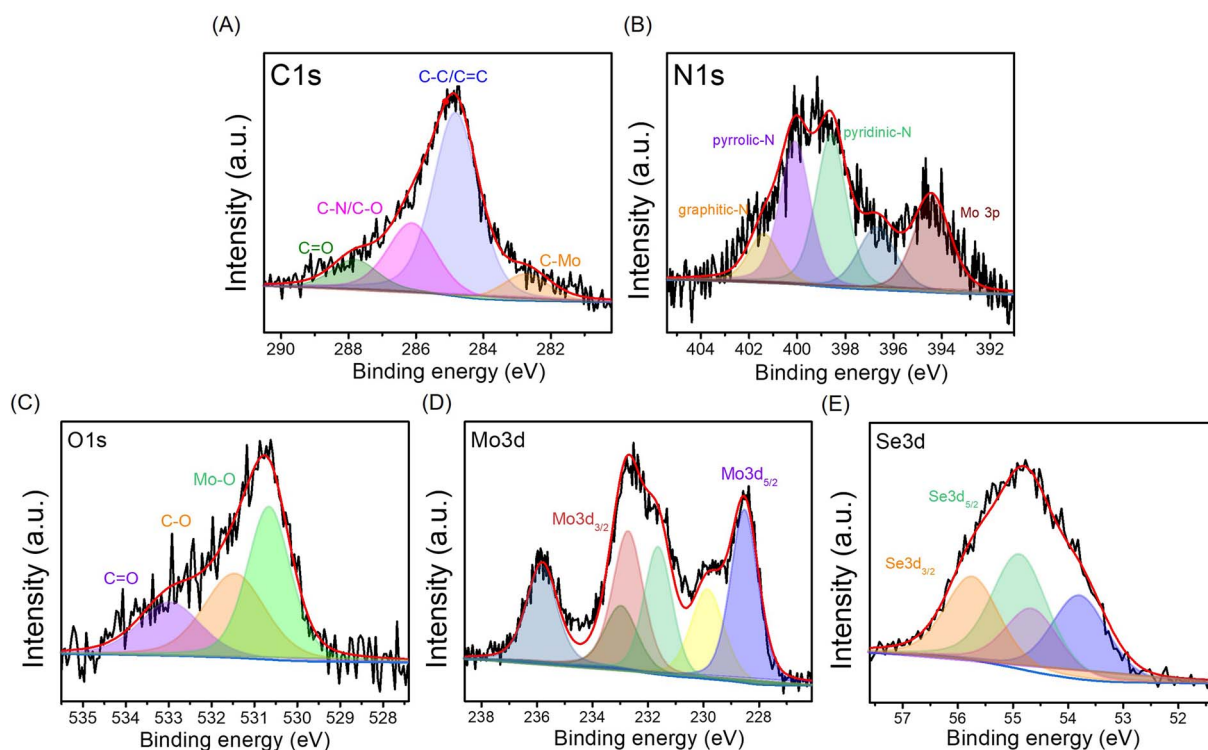 (A)
C1s
C-C/C=C
C-N/C-O
C=O
C-Mo
Intensity (a.u.)
290 288 286 284 282
Binding energy (eV)
(B)
N1s
pyrrolic-N
pyridinic-N
graphitic-N
Mo 3p
Intensity (a.u.)
404 402 400 398 396 394 392
Binding energy (eV)
(C)
O1s
Mo-O
C-O
C=O
Intensity (a.u.)
535 534 533 532 531 530 529 528
Binding energy (eV)
(D)
Mo3d
Mo3d5/2
Mo3d3/2
Intensity (a.u.)
238 236 234 232 230 228
Binding energy (eV)
(E)
Se3d
Se3d5/2
Se3d3/2
Intensity (a.u.)
57 56 55 54 53 52
Binding energy (eV)